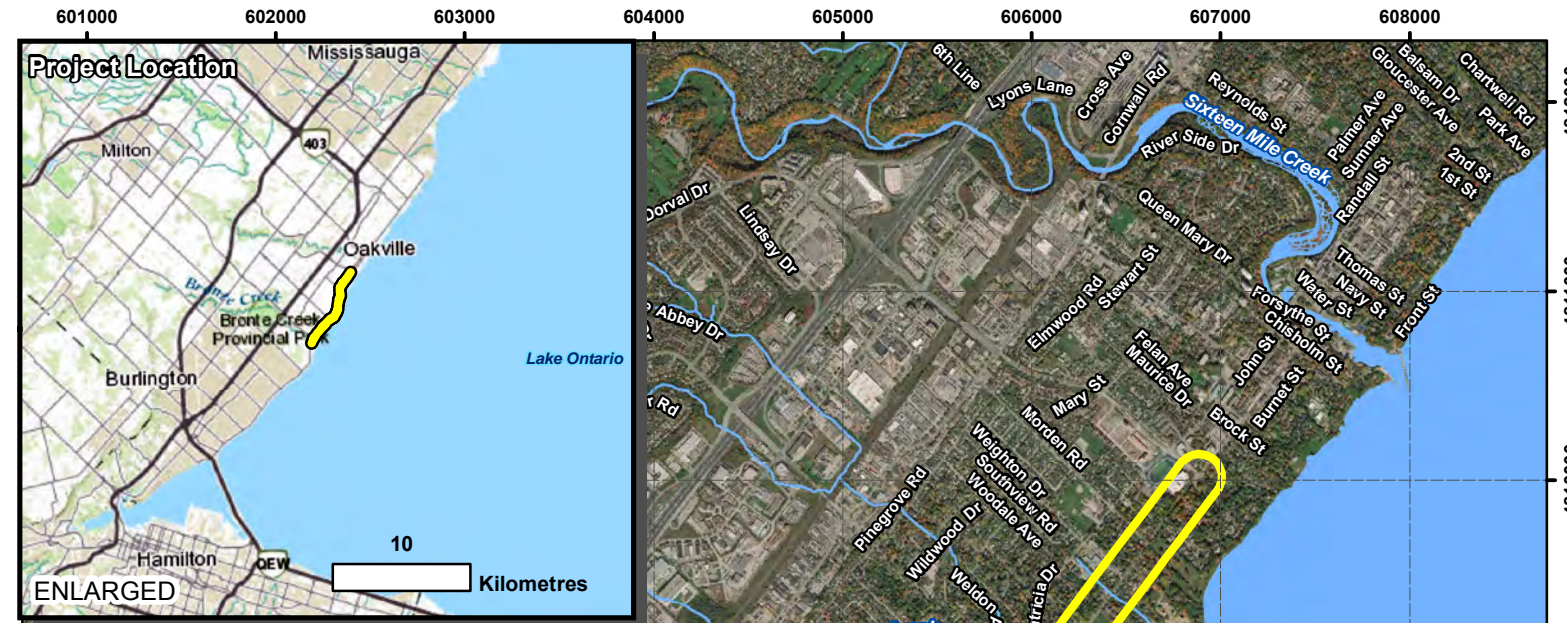 601000 602000 603000 604000 605000 606000 607000 608000
Project Location
Mississauga
Milton
403
Oakville
Bronte Creek
Bronte Creek
Provincial Park
Lake Ontario
Burlington
Hamilton
QEW
10
Kilometres
ENLARGED
6th Line
Lyons Lane
Cross Ave
Cornwall Rd
Reynolds St
Sixteen Mile Creek
River Side Dr
Palmer Ave
Sumner Ave
Randall St
Balsam Dr
Gloucester Ave
Chartwell Rd
Park Ave
2nd St
1st St
Dorval Dr
Lindsay Dr
Queen Mary Dr
Stewart St
Elmwood Rd
Thomas St
Navy St
Water St
Front St
Forsythe St
Chisholm St
Abbey Dr
Felan Ave
Maurice Dr
John St
Burnet St
Brock St
Mary St
Morden Rd
Rd
Weighton Dr
Southview Rd
Woodale Ave
Pinegrove Rd
Wildwood Dr
Weldon
tricia Dr